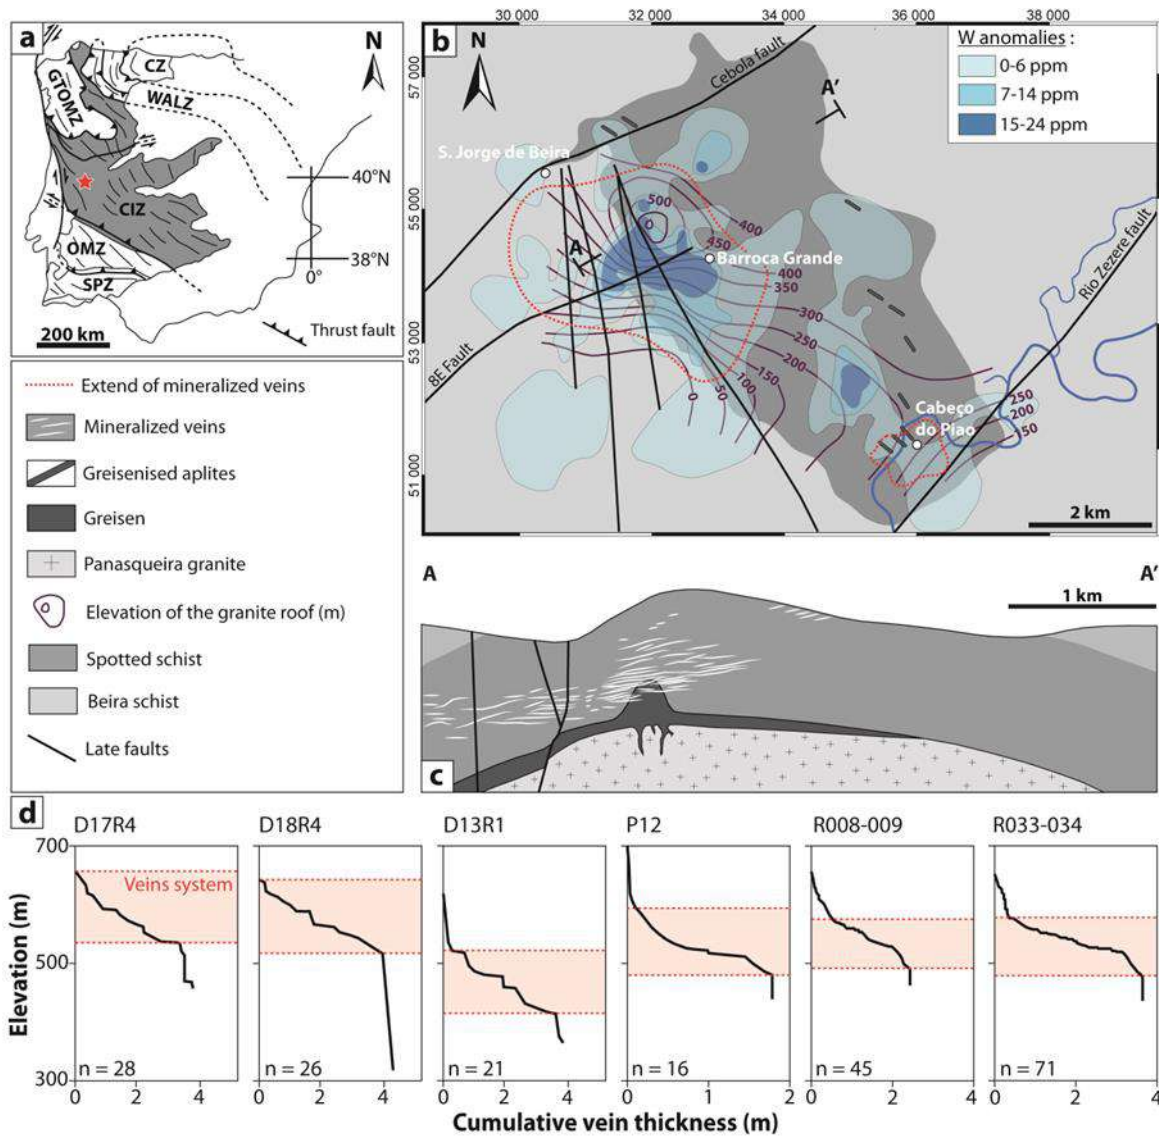 a
N
CZ
GTOMZ
WALZ
40°N
CIZ
OMZ
38°N
0°
SPZ
200 km
Thrust fault
Extend of mineralized veins
Mineralized veins
Greisenised aplites
Greisen
Panasqueira granite
Elevation of the granite roof (m)
Spotted schist
Beira schist
Late faults
30 000 32 000 34 000 36 000 38 000
b
N
57 000
55 000
53 000
51 000
Cebola fault
A'
W anomalies :
0-6 ppm
7-14 ppm
15-24 ppm
S. Jorge de Beira
500
400
450
A
Barroca Grande
400
350
300
250
200
150
100
50
0
8E Fault
Rio Zezere fault
Cabeço
do Piao
250
200
150
2 km
A
A'
1 km
c
d
D17R4 D18R4 D13R1 P12 R008-009 R033-034
700
500
300
Elevation (m)
Veins system
n = 28 n = 26 n = 21 n = 16 n = 45 n = 71
0 2 4 0 2 4 0 2 4 0 1 2 0 2 4 0 2 4
Cumulative vein thickness (m)